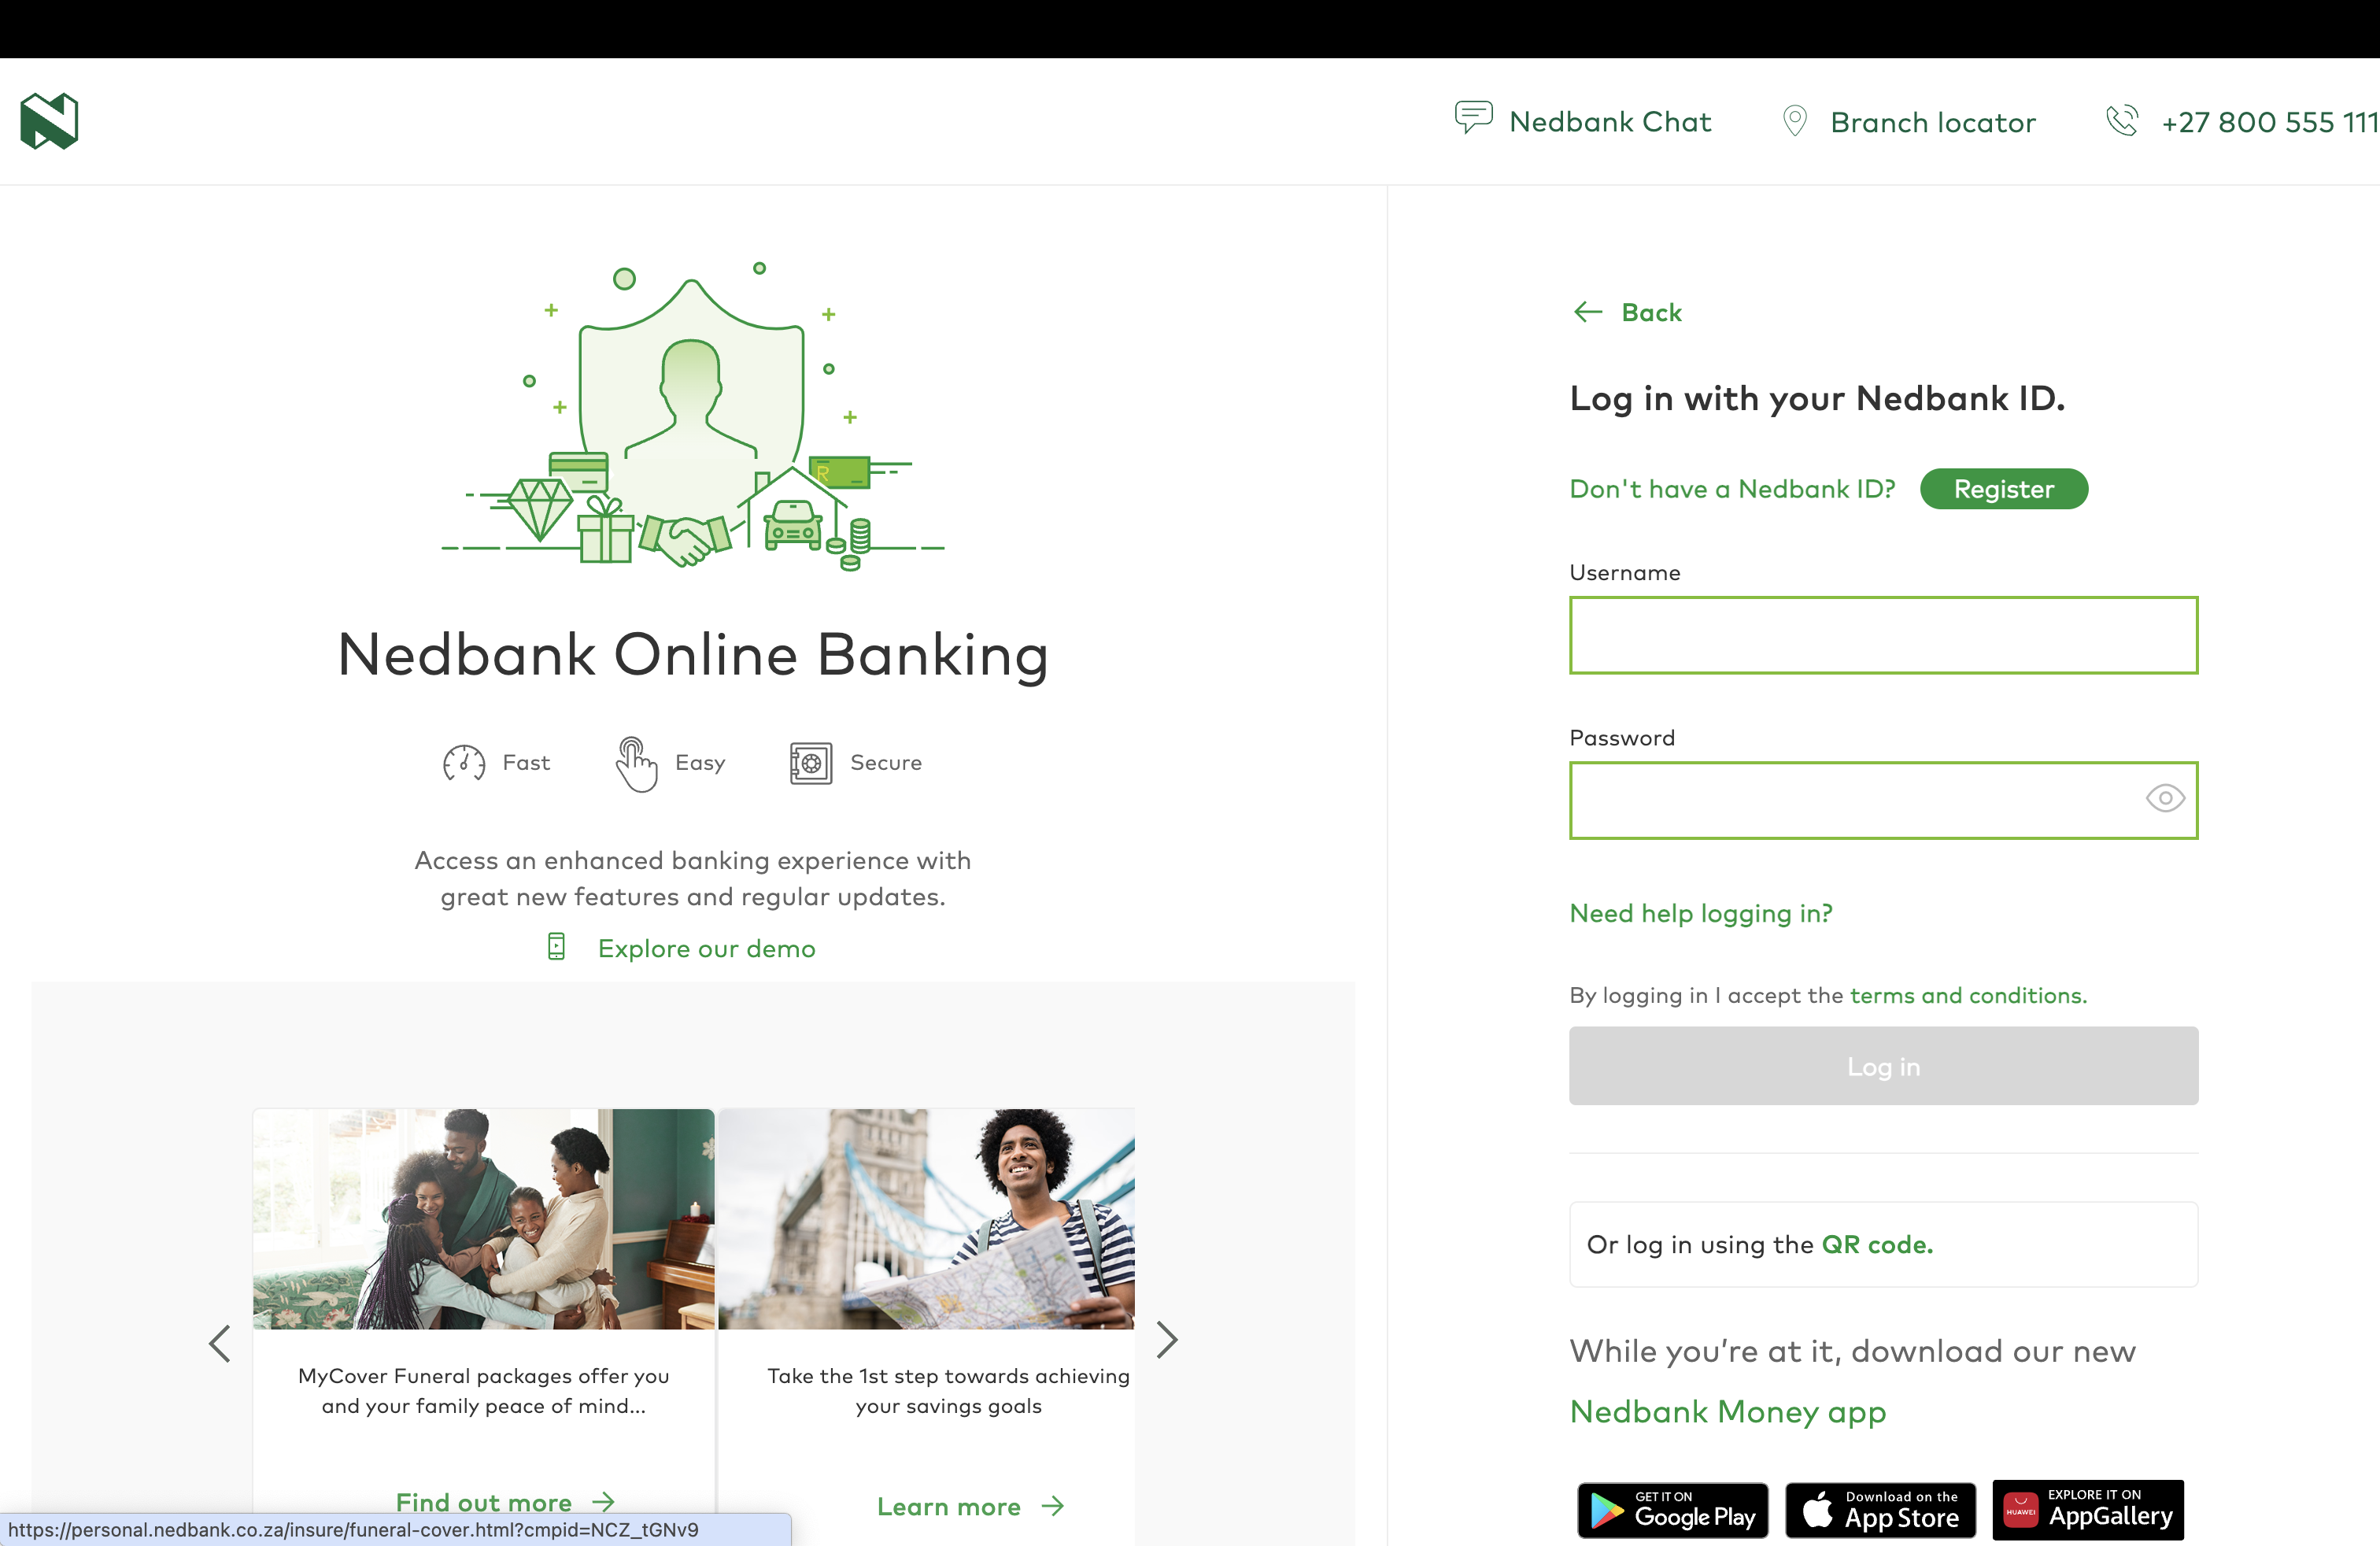 Nedbank Chat
Branch locator
+27 800 555 111
Nedbank Online Banking
Fast
Easy
Secure
Access an enhanced banking experience with
great new features and regular updates.
Explore our demo
MyCover Funeral packages offer you
and your family peace of mind...
Find out more
Take the 1st step towards achieving
your savings goals
Learn more
https://personal.nedbank.co.za/insure/funeral-cover.html?cmpid=NCZ_tGNv9
Back
Log in with your Nedbank ID.
Don't have a Nedbank ID?
Register
Username
Password
Need help logging in?
By logging in I accept the terms and conditions.
Log in
Or log in using the QR code.
While you’re at it, download our new
Nedbank Money app
GET IT ON
Google Play
Download on the
App Store
HUAWEI
EXPLORE IT ON
AppGallery
R